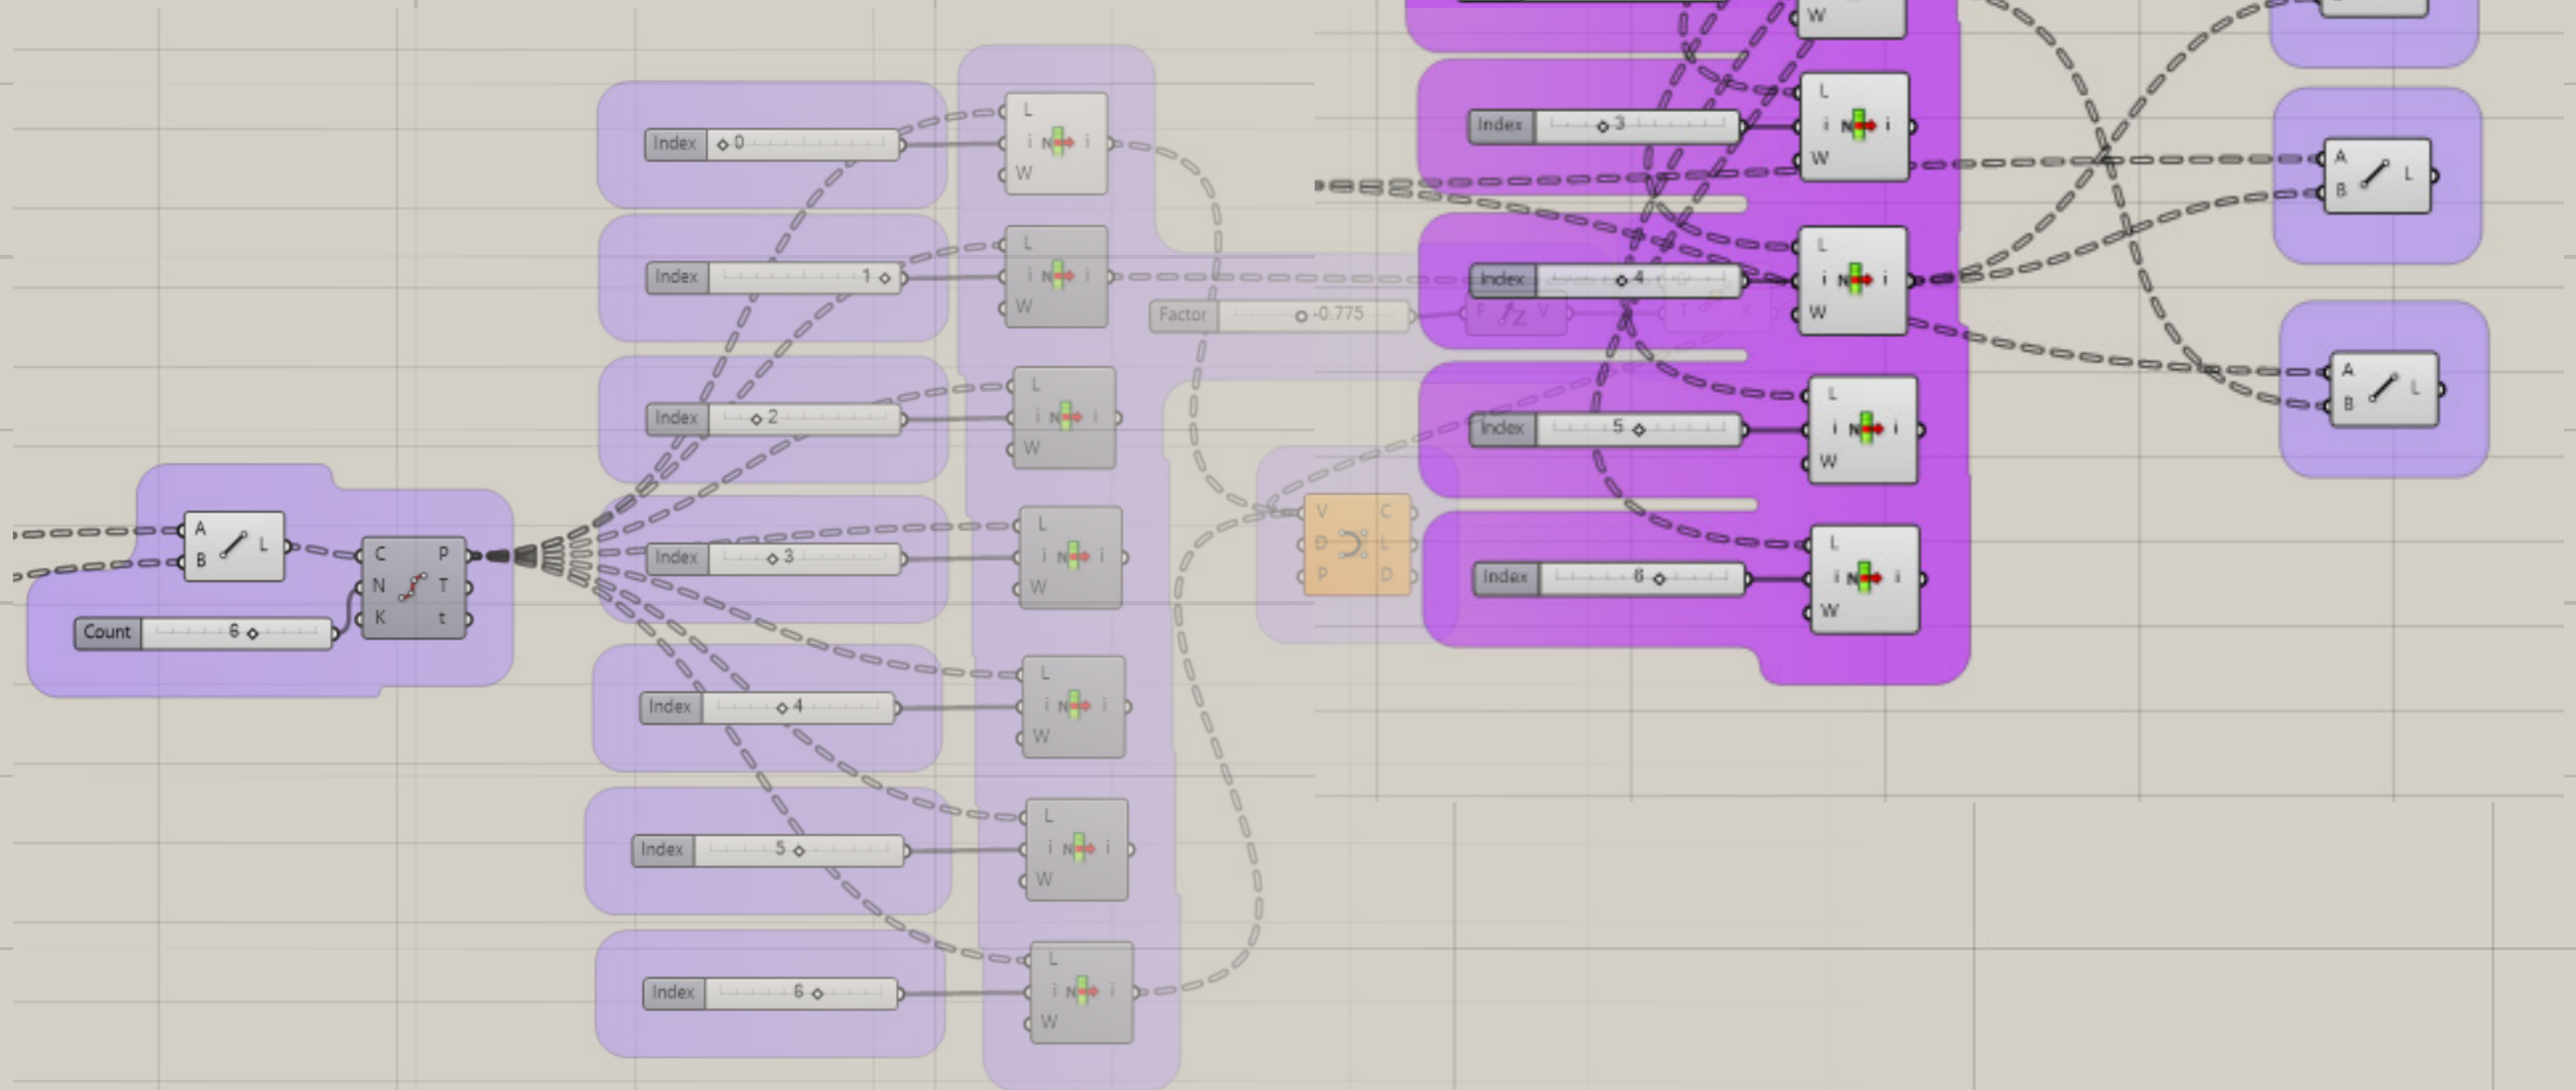 L
Index 0 i N i
W
L
Index 1 i N i
W
Factor -0.775
F V T X
L
Index 2 i N i
W
A L
B
C P
N T
K t
Count 6
L
Index 3 i N i
W
V C
D L
P D
L
Index 4 i N i
W
L
Index 5 i N i
W
L
Index 6 i N i
W
W
L
Index 3 i N i
W
L
Index 4 i N i
W
L
Index 5 i N i
W
L
Index 6 i N i
W
A L
B
A L
B